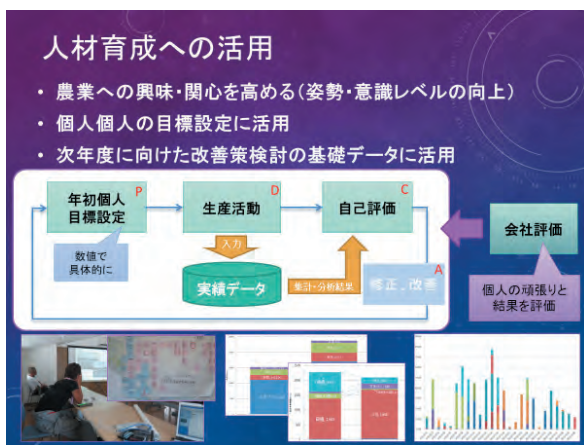 人材育成への活用
・ 農業への興味・関心を高める(姿勢・意識レベルの向上)
・ 個人個人の目標設定に活用
・ 次年度に向けた改善策検討の基礎データに活用
P
年初個人
目標設定
D
生産活動
C
自己評価
会社評価
数値で
具体的に
入力
実績データ
集計・分析結果
A
修正、改善
個人の頑張りと
結果を評価